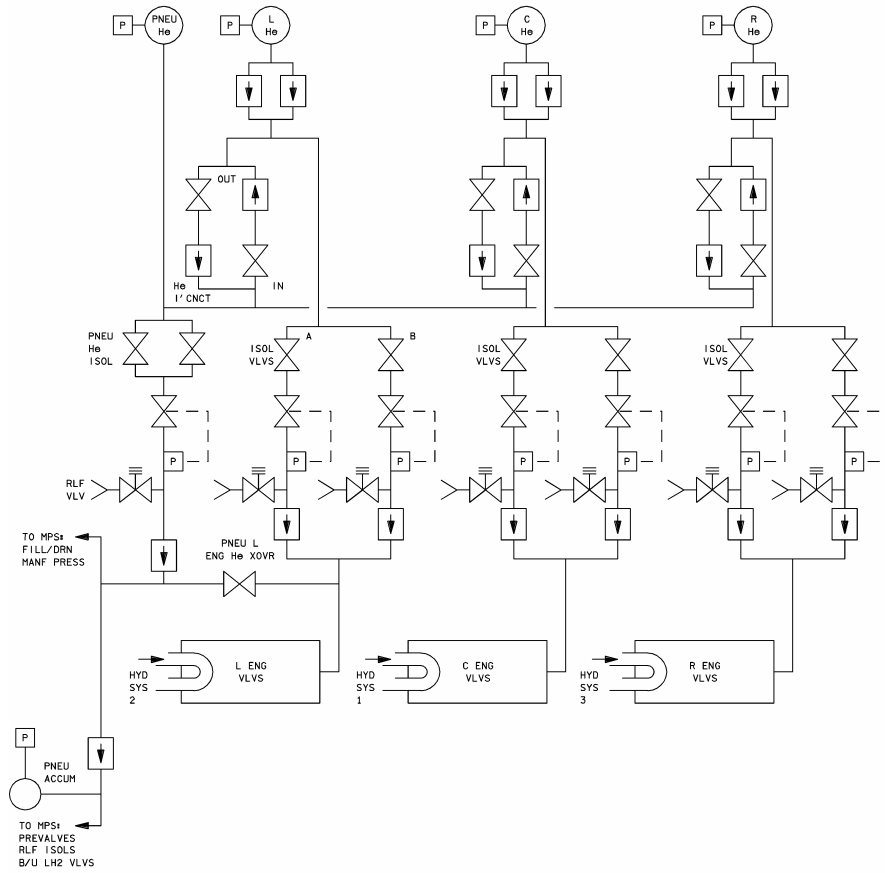 P
PNEU
He
P
L
He
P
C
He
P
R
He
OUT
He
I'CNCT
IN
PNEU
He
ISOL
A
ISOL
VLVS
B
ISOL
VLVS
ISOL
VLVS
P
P
P
P
P
P
P
RLF
VLV
TO MPS:
FILL/DRN
MANF PRESS
PNEU L
ENG He XOVR
HYD
SYS
2
L ENG
VLVS
HYD
SYS
1
C ENG
VLVS
HYD
SYS
3
R ENG
VLVS
P
PNEU
ACCUM
TO MPS:
PREVALVES
RLF ISOLS
B/U LH2 VLVS